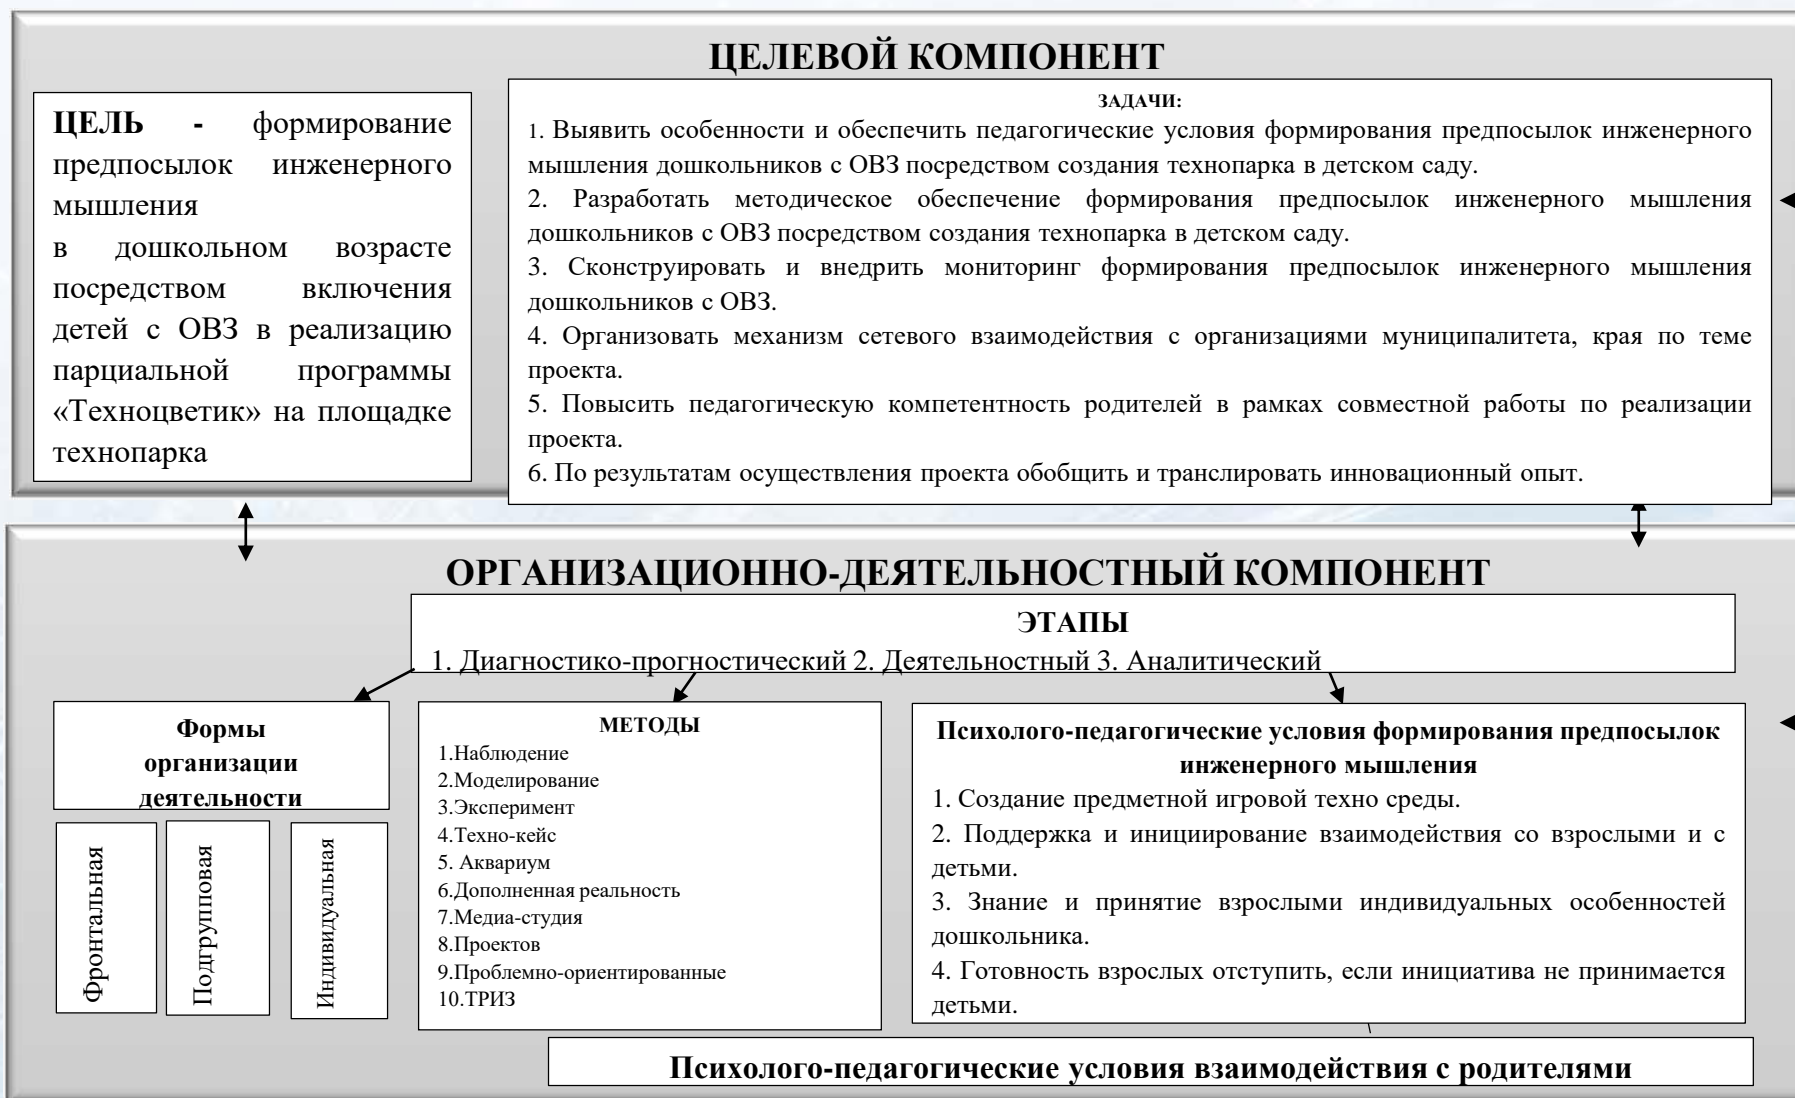 ЦЕЛЕВОЙ КОМПОНЕНТ
ЦЕЛЬ - формирование
предпосылок инженерного
мышления
в дошкольном возрасте
посредством включения
детей с ОВЗ в реализацию
парциальной программы
«Техноцветик» на площадке
технопарка
ЗАДАЧИ:
1. Выявить особенности и обеспечить педагогические условия формирования предпосылок инженерного
мышления дошкольников с ОВЗ посредством создания технопарка в детском саду.
2. Разработать методическое обеспечение формирования предпосылок инженерного мышления
дошкольников с ОВЗ посредством создания технопарка в детском саду.
3. Сконструировать и внедрить мониторинг формирования предпосылок инженерного мышления
дошкольников с ОВЗ.
4. Организовать механизм сетевого взаимодействия с организациями муниципалитета, края по теме
проекта.
5. Повысить педагогическую компетентность родителей в рамках совместной работы по реализации
проекта.
6. По результатам осуществления проекта обобщить и транслировать инновационный опыт.
ОРГАНИЗАЦИОННО-ДЕЯТЕЛЬНОСТНЫЙ КОМПОНЕНТ
ЭТАПЫ
1. Диагностико-прогностический 2. Деятельностный 3. Аналитический
Формы
организации
деятельности
Фронтальная
Подгрупповая
Индивидуальная
МЕТОДЫ
1.Наблюдение
2.Моделирование
3.Эксперимент
4.Техно-кейс
5. Аквариум
6.Дополненная реальность
7.Медиа-студия
8.Проектов
9.Проблемно-ориентированные
10.ТРИЗ
Психолого-педагогические условия формирования предпосылок
инженерного мышления
1. Создание предметной игровой техно среды.
2. Поддержка и инициирование взаимодействия со взрослыми и с
детьми.
3. Знание и принятие взрослыми индивидуальных особенностей
дошкольника.
4. Готовность взрослых отступить, если инициатива не принимается
детьми.
Психолого-педагогические условия взаимодействия с родителями